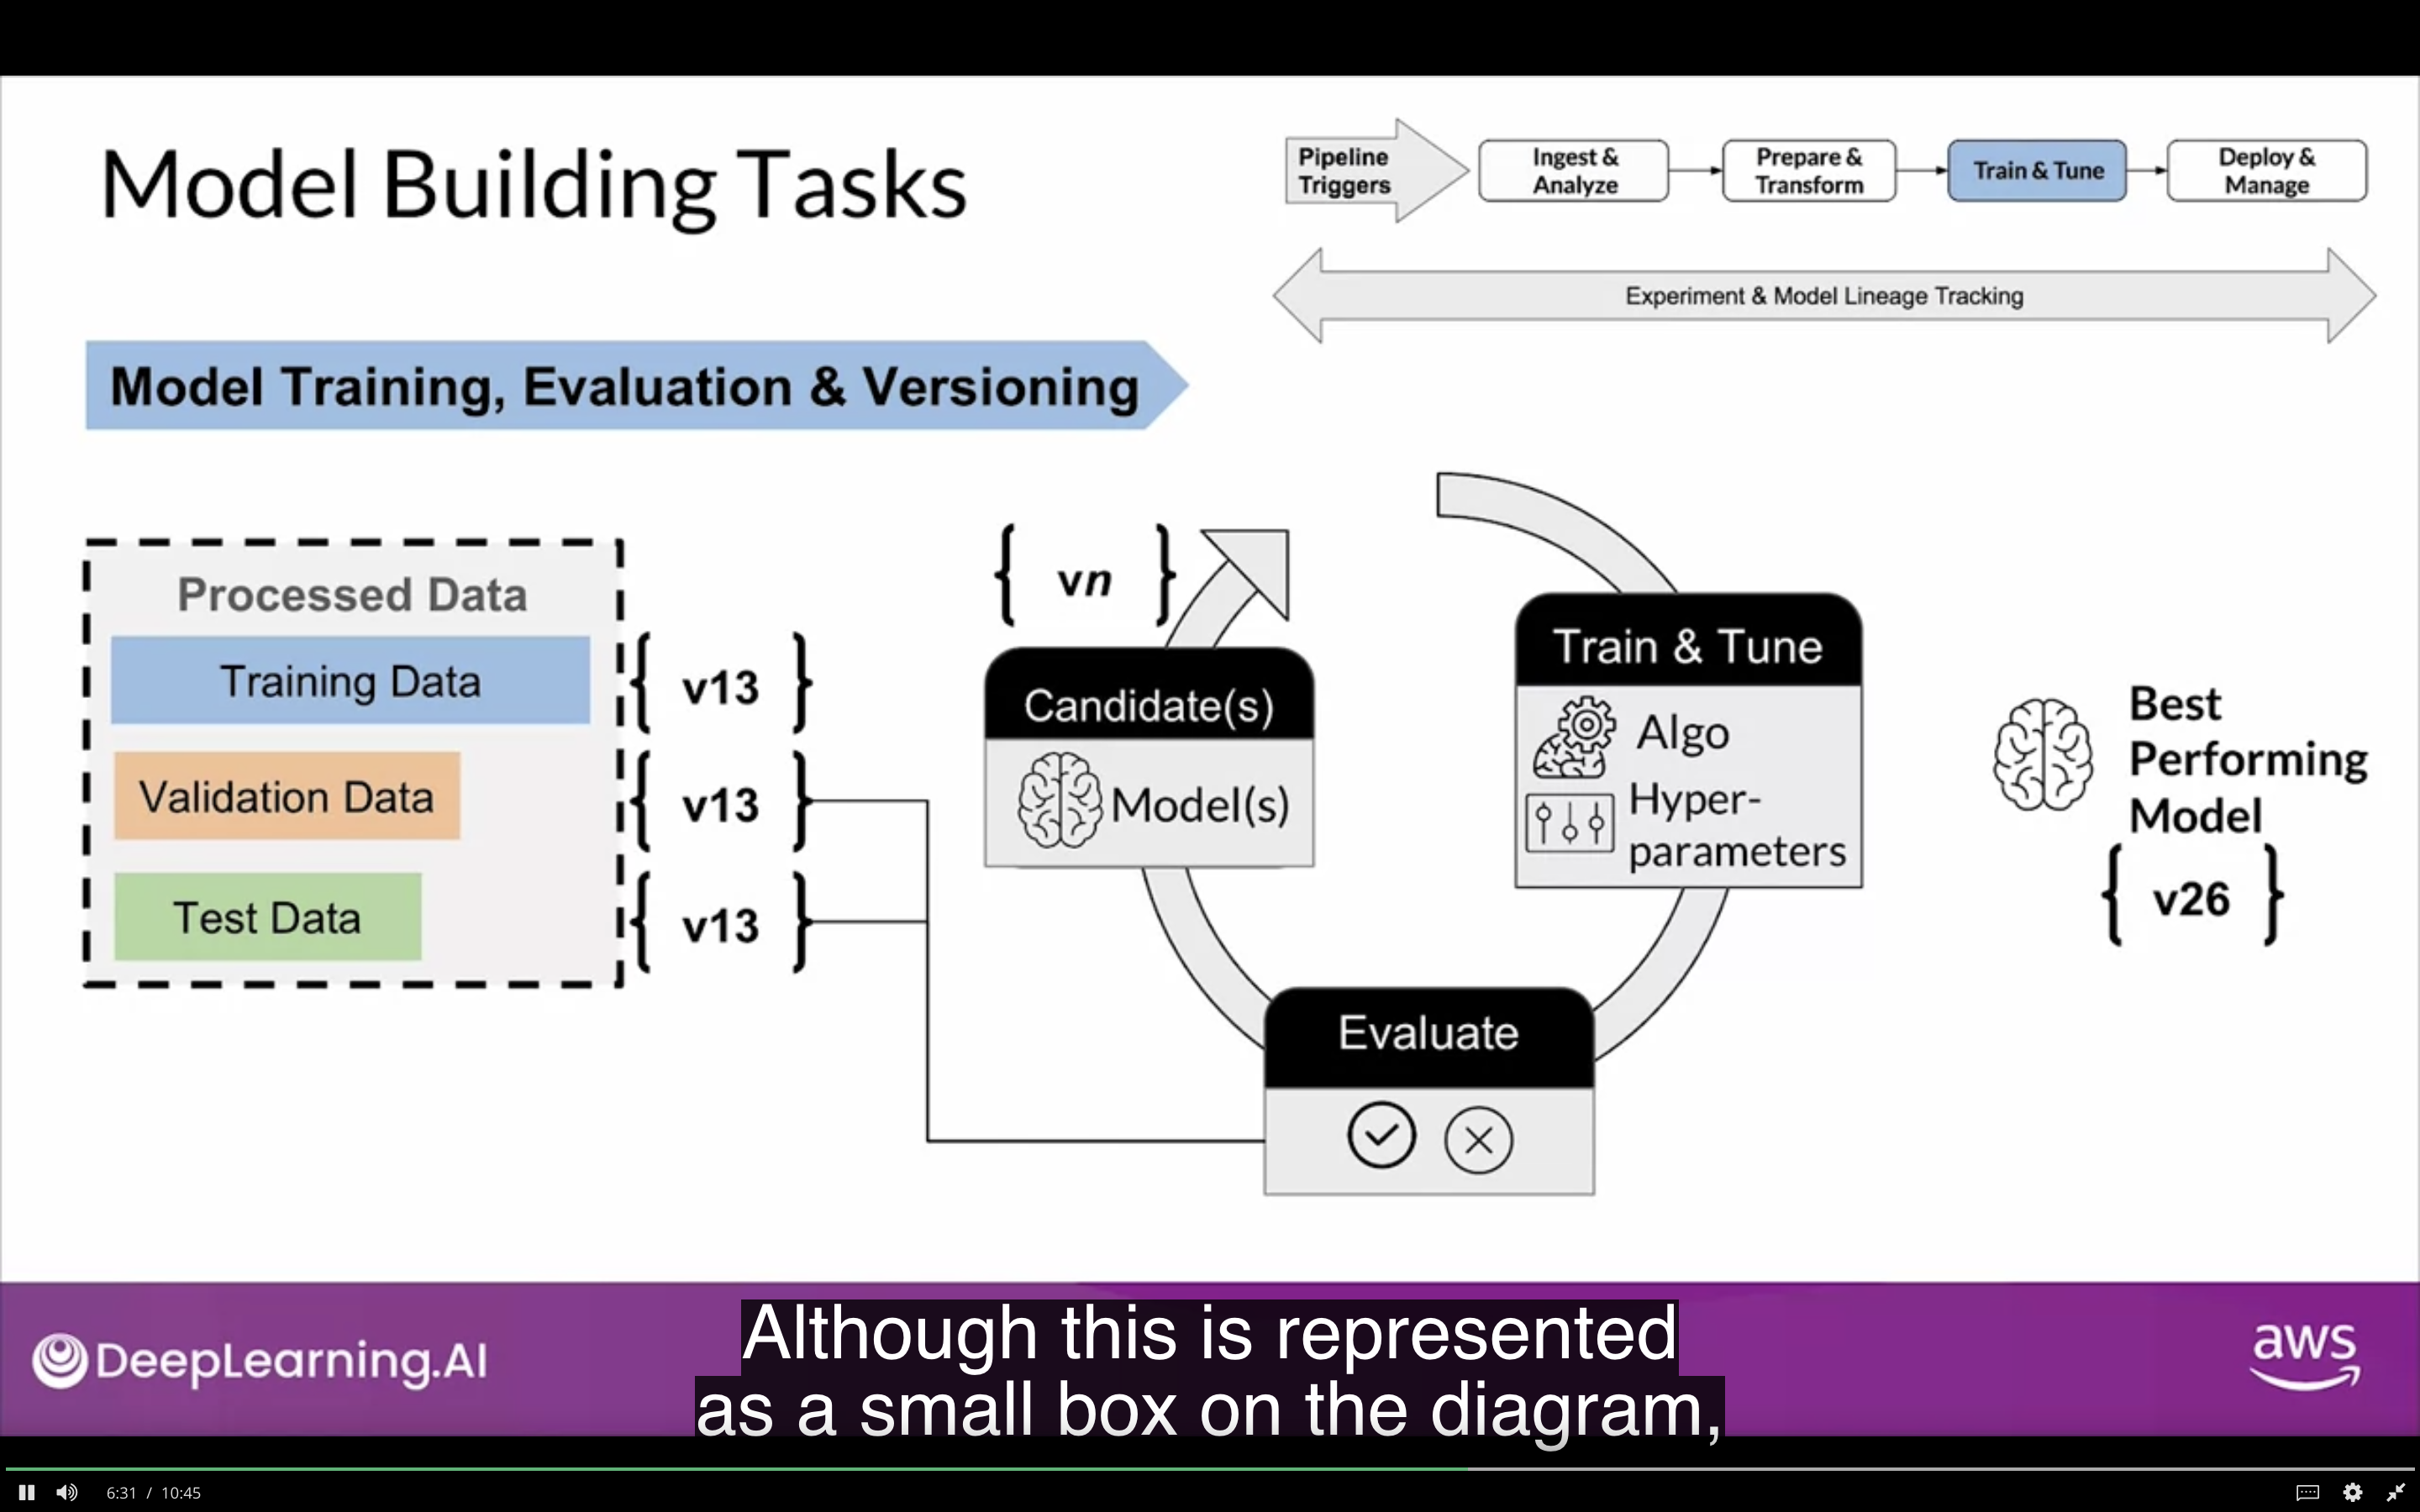 Model Building Tasks
Pipeline
Triggers
Ingest &
Analyze
Prepare &
Transform
Train & Tune
Deploy &
Manage
Experiment & Model Lineage Tracking
Model Training, Evaluation & Versioning
Processed Data
Training Data
{ v13 }
Validation Data
{ v13 }
Test Data
{ v13 }
{ vn }
Candidate(s)
Model(s)
Train & Tune
Algo
Hyper-
parameters
Evaluate
Best
Performing
Model
{ v26 }
DeepLearning.AI
aws
Although this is represented
as a small box on the diagram,
6:31 / 10:45